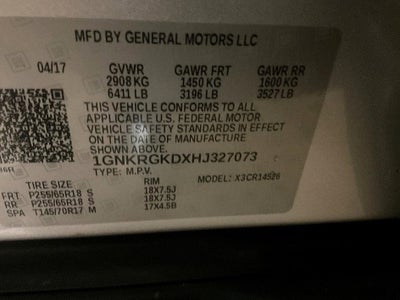 MFD BY GENERAL MOTORS LLC
04/17 GVWR GAWR FRT GAWR RR
2908 KG 1450 KG 1600 KG
6411 LB 3196 LB 3527 LB
THIS VEHICLE CONFORMS TO ALL
APPLICABLE U.S. FEDERAL MOTOR
VEHICLE SAFETY STANDARDS IN EFFECT
ON THE DATE OF MANUFACTURE
SHOWN ABOVE.
1GNKRGKDXHJ327073
TYPE: M.P.V. MODEL: X3CR14526
TIRE SIZE RIM
FRT P255/65R18 S 18X7.5J
RR P255/65R18 S 18X7.5J
SPA T145/70R17 M 17X4.5B